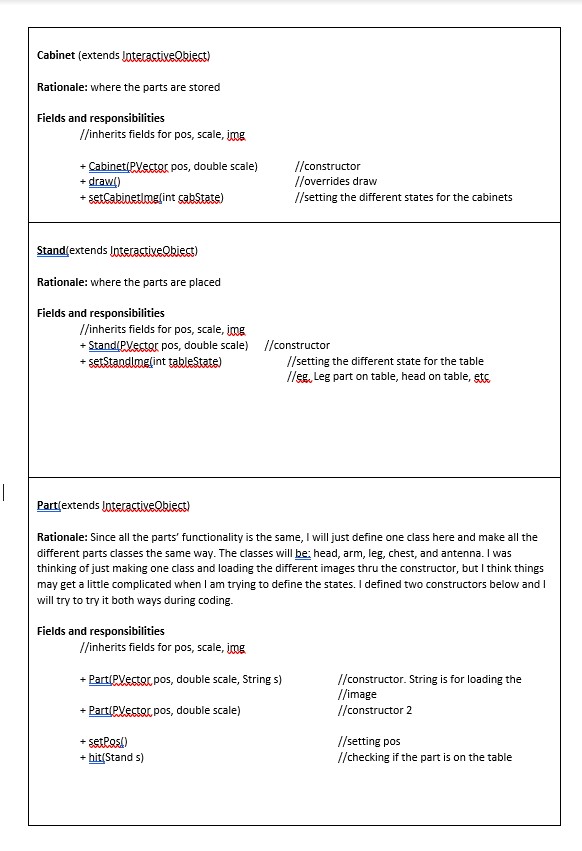 Cabinet (extends InteractiveObject)
Rationale: where the parts are stored
Fields and responsibilities
//inherits fields for pos, scale, img
+ Cabinet(PVector pos, double scale) //constructor
+ draw() //overrides draw
+ setCabinetImg(int cabState) //setting the different states for the cabinets
Stand(extends InteractiveObject)
Rationale: where the parts are placed
Fields and responsibilities
//inherits fields for pos, scale, img
+ Stand(PVector pos, double scale) //constructor
+ setStandImg(int tableState) //setting the different state for the table
//eg. Leg part on table, head on table, etc
Part(extends InteractiveObject)
Rationale: Since all the parts’ functionality is the same, I will just define one class here and make all the
different parts classes the same way. The classes will be: head, arm, leg, chest, and antenna. I was
thinking of just making one class and loading the different images thru the constructor, but I think things
may get a little complicated when I am trying to define the states. I defined two constructors below and I
will try to try it both ways during coding.
Fields and responsibilities
//inherits fields for pos, scale, img
+ Part(PVector pos, double scale, String s) //constructor. String is for loading the
//image
+ Part(PVector pos, double scale) //constructor 2
+ setPos() //setting pos
+ hit(Stand s) //checking if the part is on the table